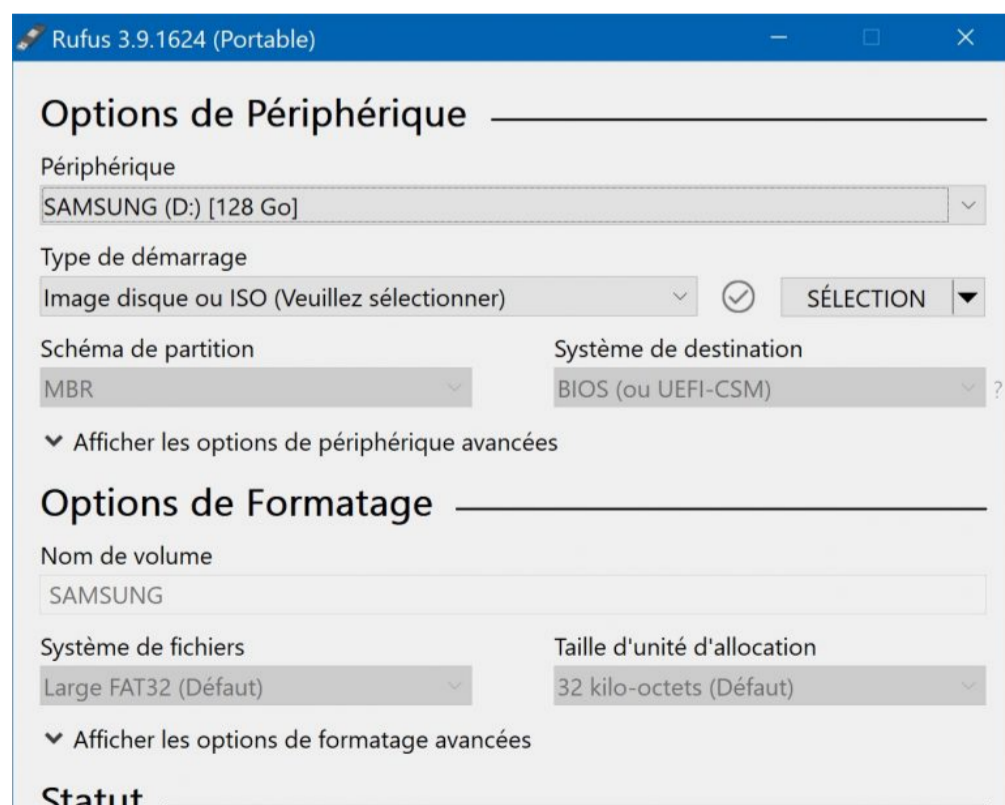 Rufus 3.9.1624 (Portable)
Options de Périphérique
Périphérique
SAMSUNG (D:) [128 Go]
Type de démarrage
Image disque ou ISO (Veuillez sélectionner)
SÉLECTION
Schéma de partition
Système de destination
MBR
BIOS (ou UEFI-CSM)
?
Afficher les options de périphérique avancées
Options de Formatage
Nom de volume
SAMSUNG
Système de fichiers
Taille d'unité d'allocation
Large FAT32 (Défaut)
32 kilo-octets (Défaut)
Afficher les options de formatage avancées
Statut